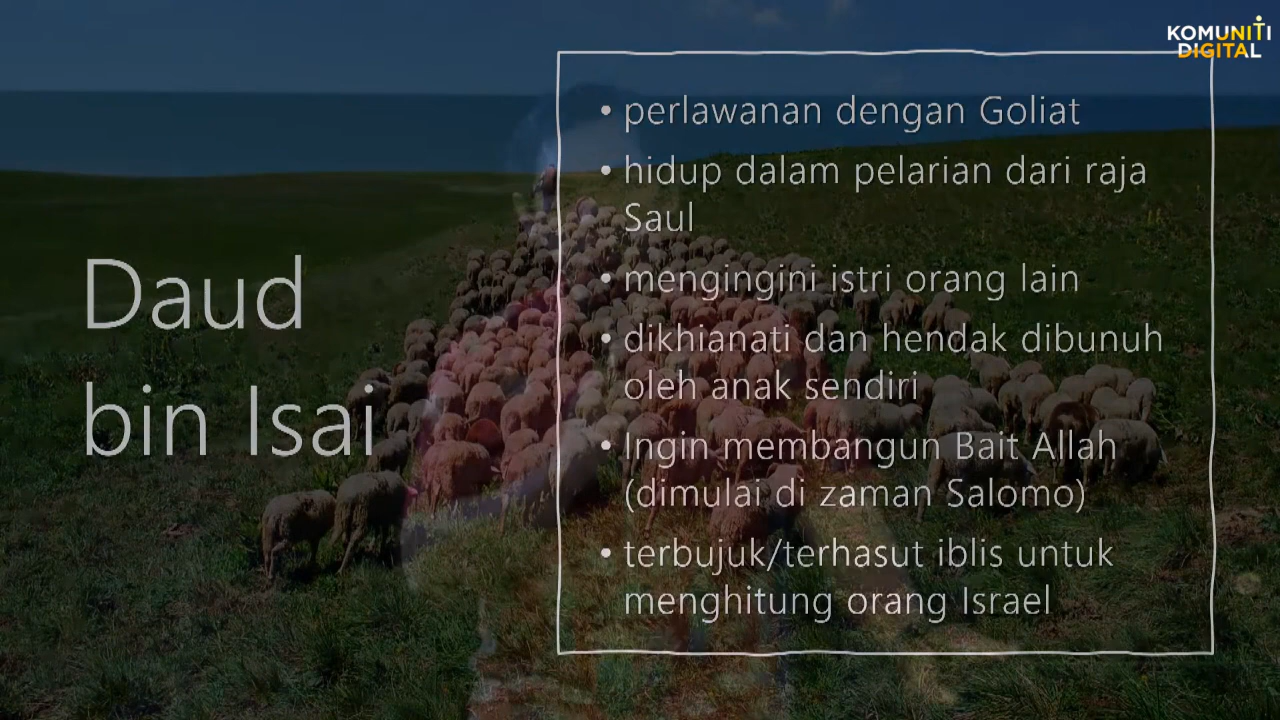 KOMUNITI
DIGITAL
Daud
bin Isai
• perlawanan dengan Goliat
• hidup dalam pelarian dari raja
Saul
• mengingini istri orang lain
• dikhianati dan hendak dibunuh
oleh anak sendiri
• Ingin membangun Bait Allah
(dimulai di zaman Salomo)
• terbujuk/terhasut iblis untuk
menghitung orang Israel